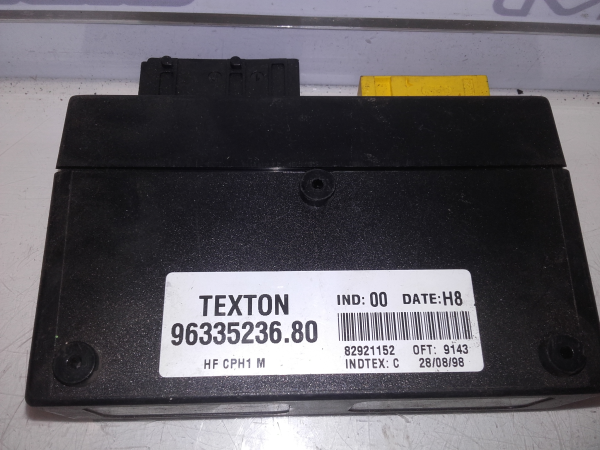 TEXTON
IND: 00 DATE: H8
96335236.80
82921152 OFT: 9143
HF CPH1 M
INDTEX: C 28/08/98